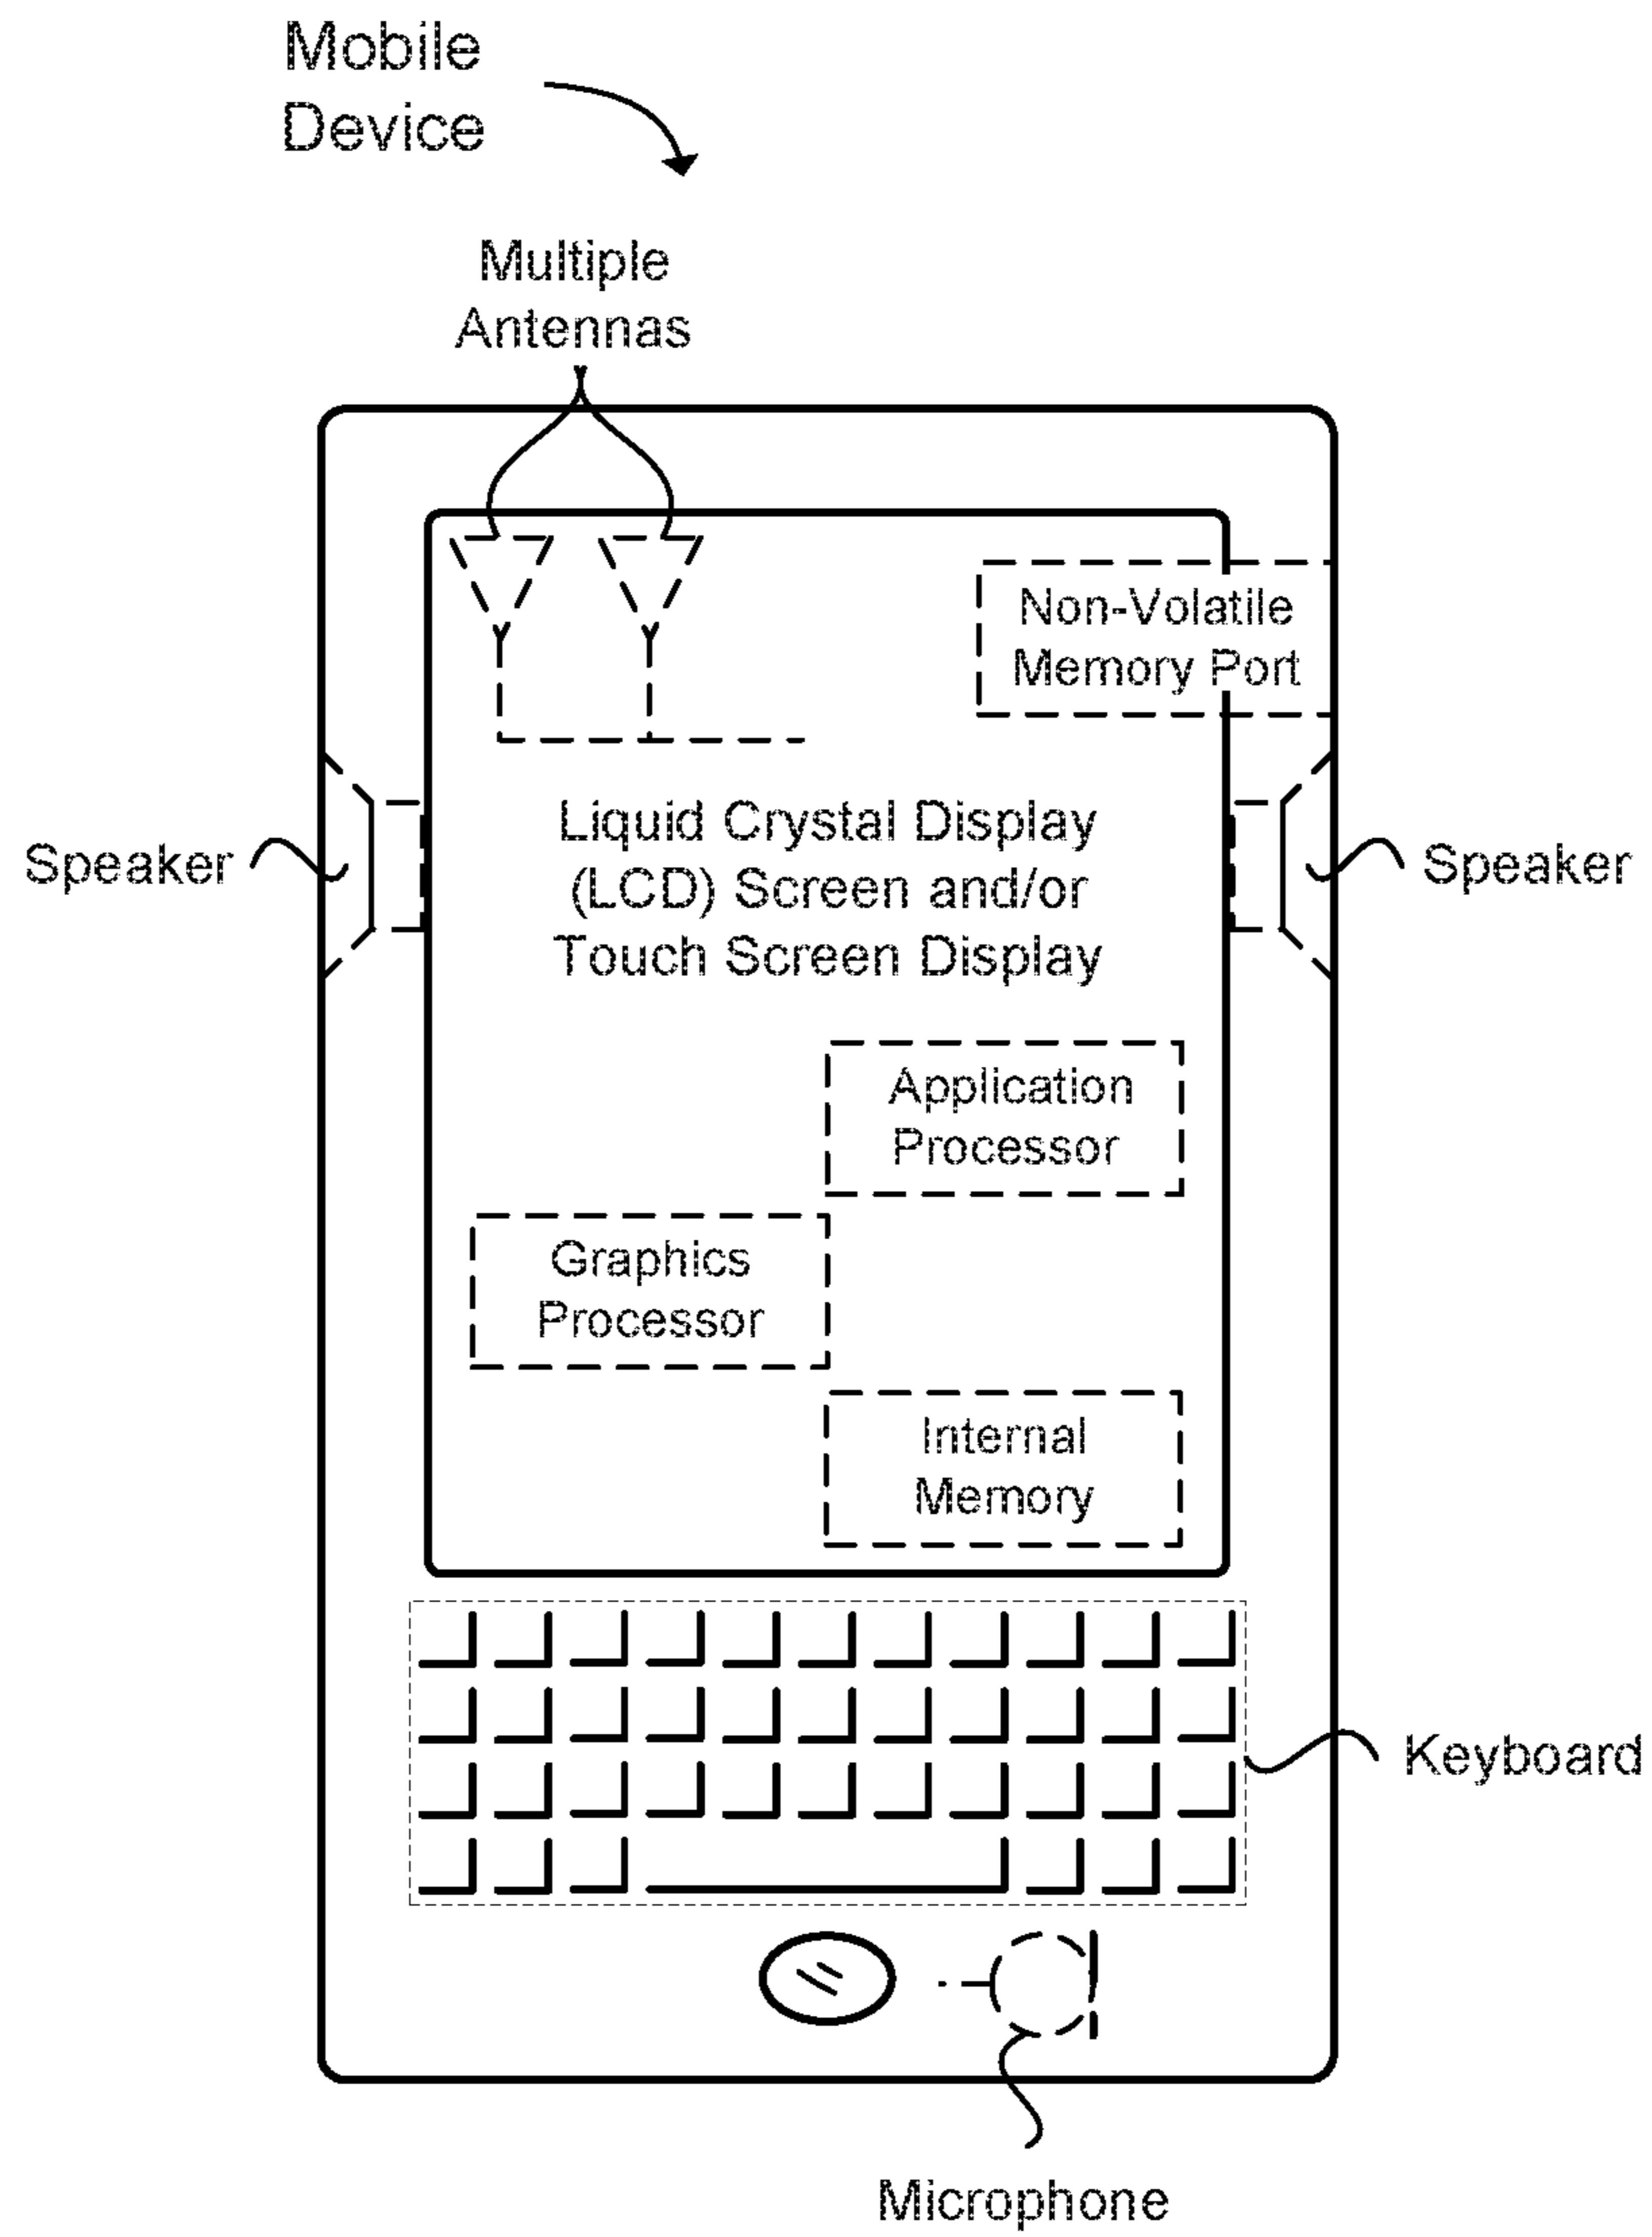 Mobile
Device
Multiple
Antennas
Non-Volatile
Memory Port
Speaker
Liquid Crystal Display
(LCD) Screen and/or
Touch Screen Display
Speaker
Application
Processor
Graphics
Processor
Internal
Memory
Keyboard
Microphone